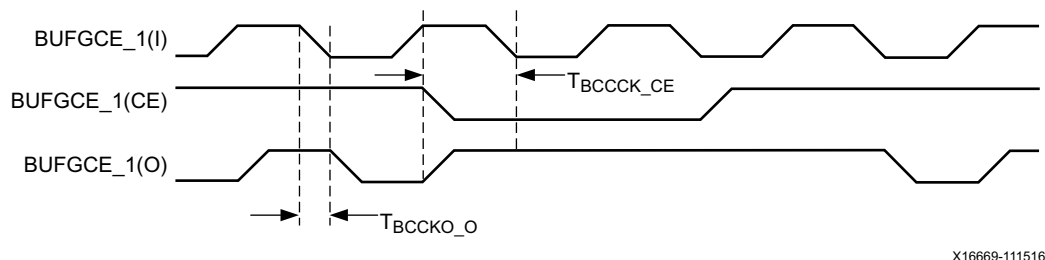 BUFGCE_1(I)
TBCCCK_CE
BUFGCE_1(CE)
BUFGCE_1(O)
TBCCKO_O
X16669-111516